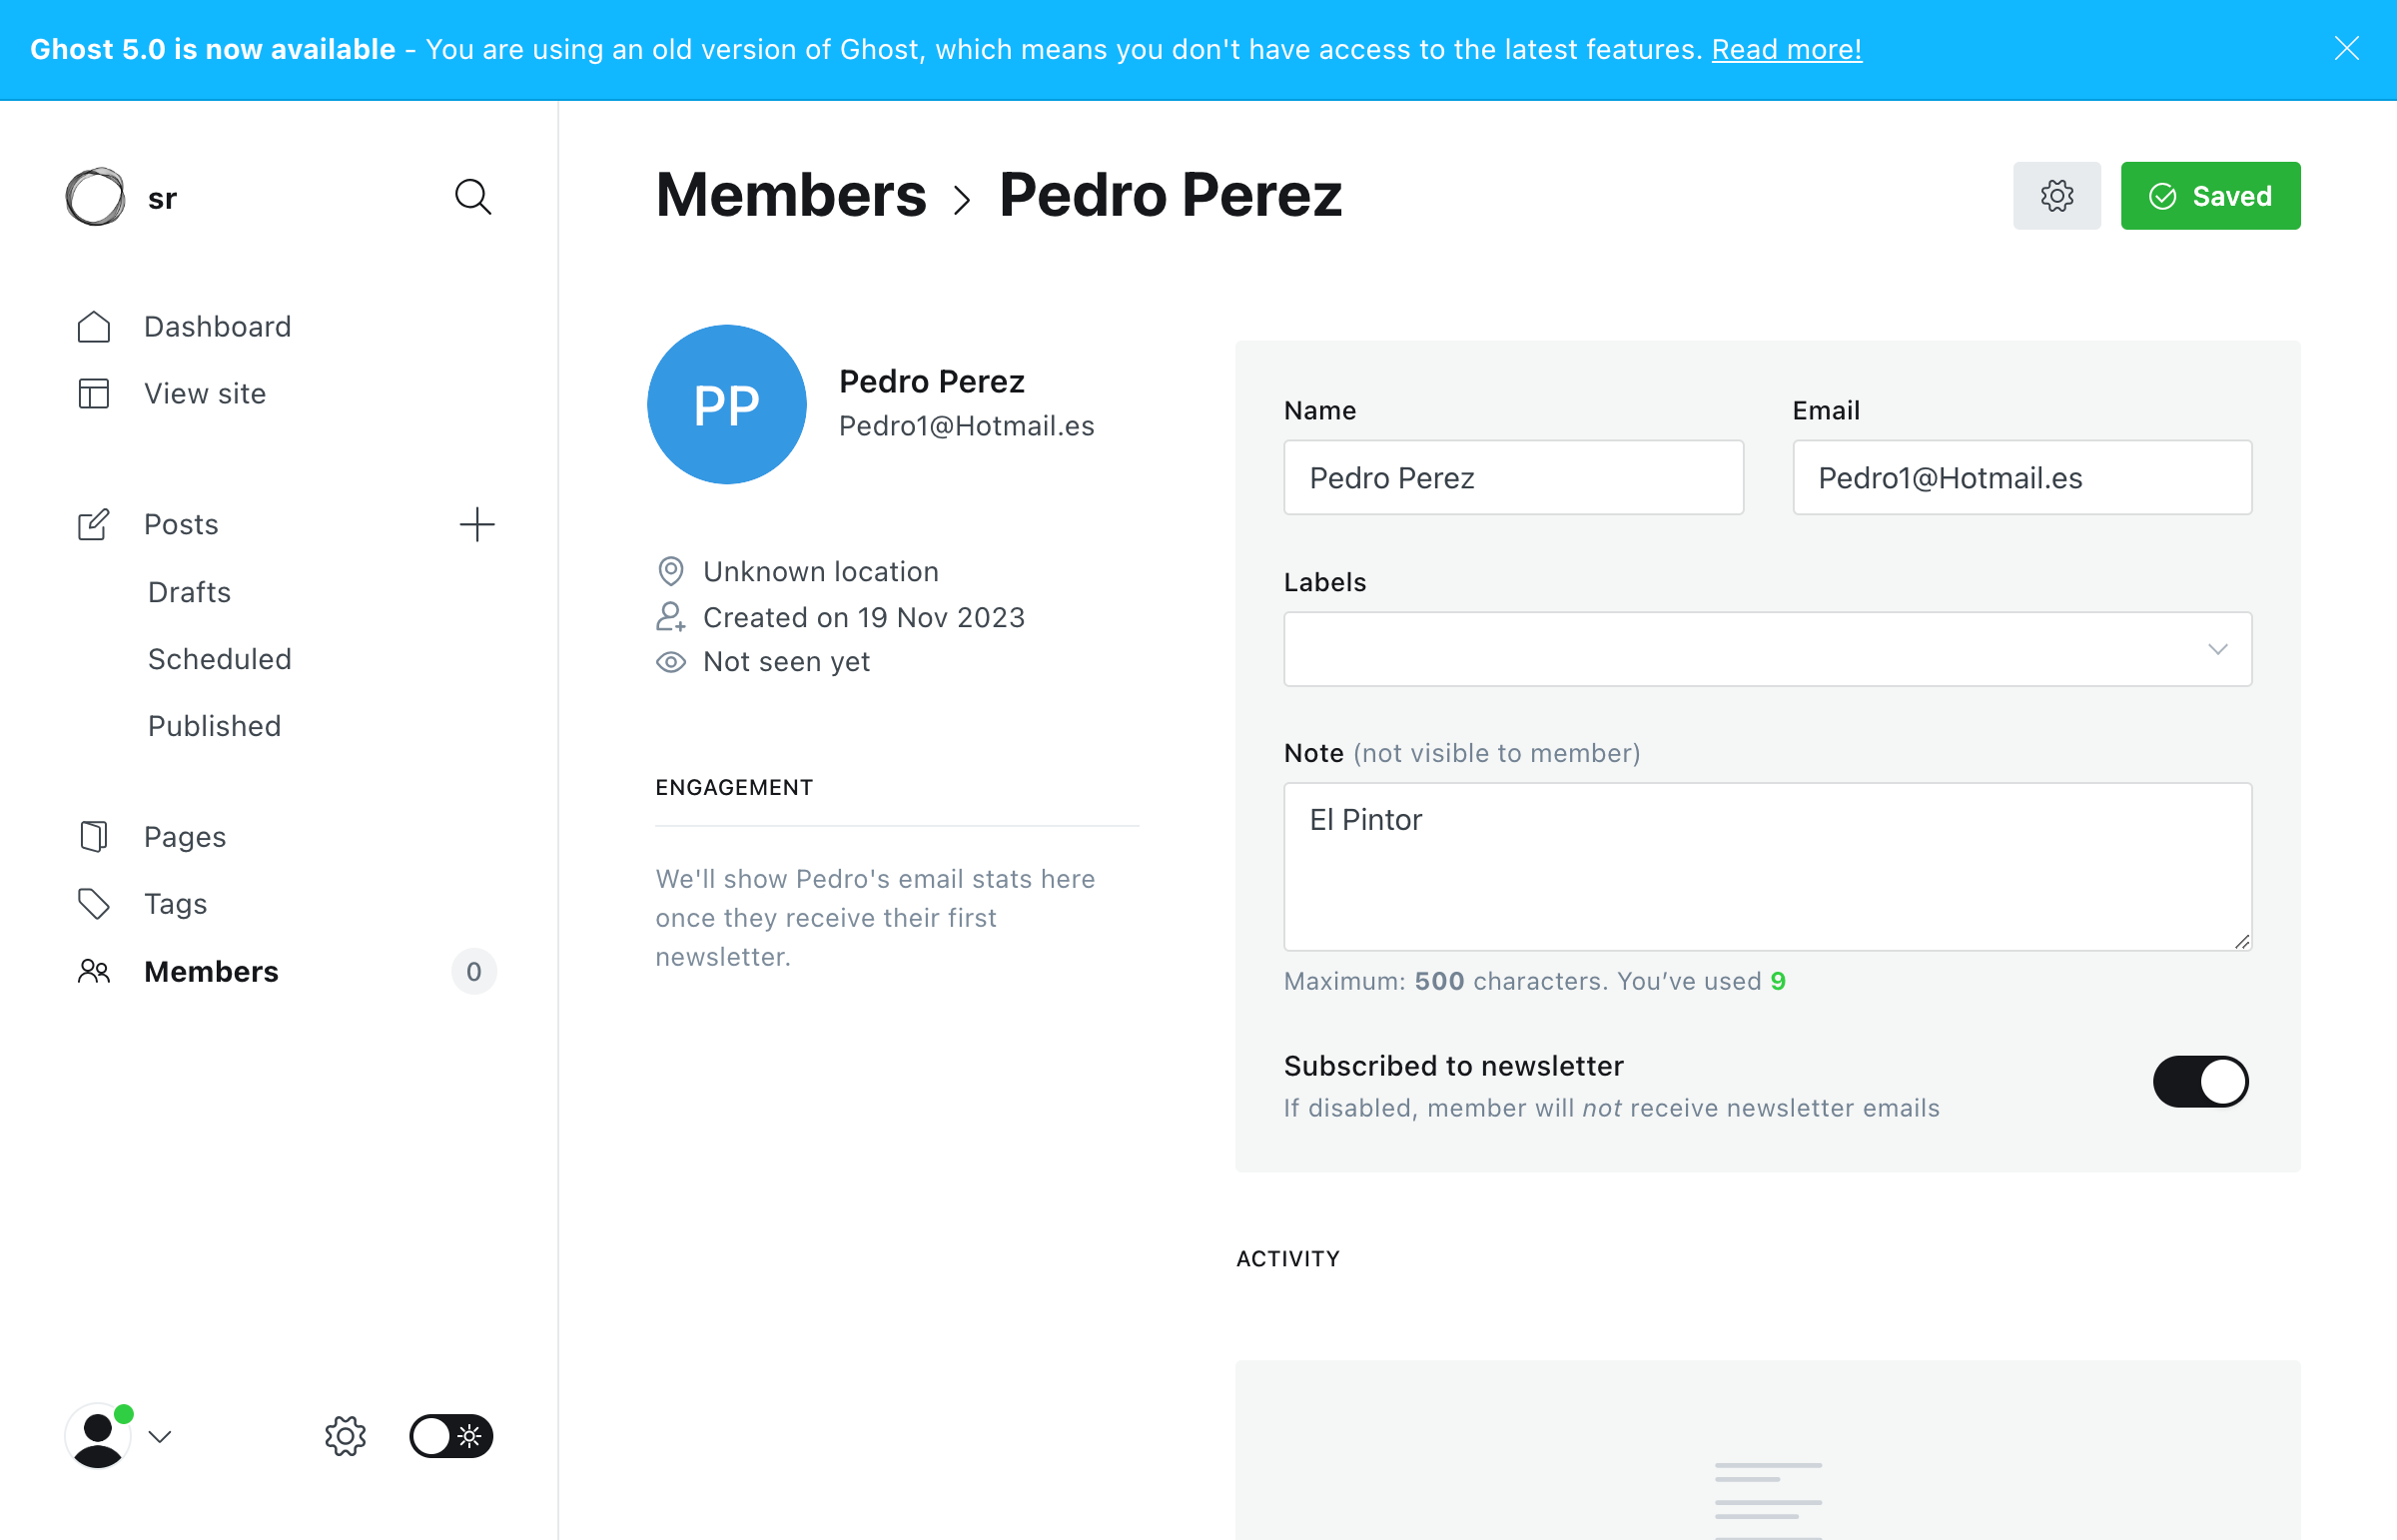 Ghost 5.0 is now available - You are using an old version of Ghost, which means you don't have access to the latest features. Read more!
sr
Dashboard
View site
Posts
Drafts
Scheduled
Published
Pages
Tags
Members 0
Members > Pedro Perez
Saved
PP
Pedro Perez
Pedro1@Hotmail.es
Unknown location
Created on 19 Nov 2023
Not seen yet
ENGAGEMENT
We'll show Pedro's email stats here
once they receive their first
newsletter.
Name
Pedro Perez
Email
Pedro1@Hotmail.es
Labels
Note (not visible to member)
El Pintor
Maximum: 500 characters. You’ve used 9
Subscribed to newsletter
If disabled, member will not receive newsletter emails
ACTIVITY